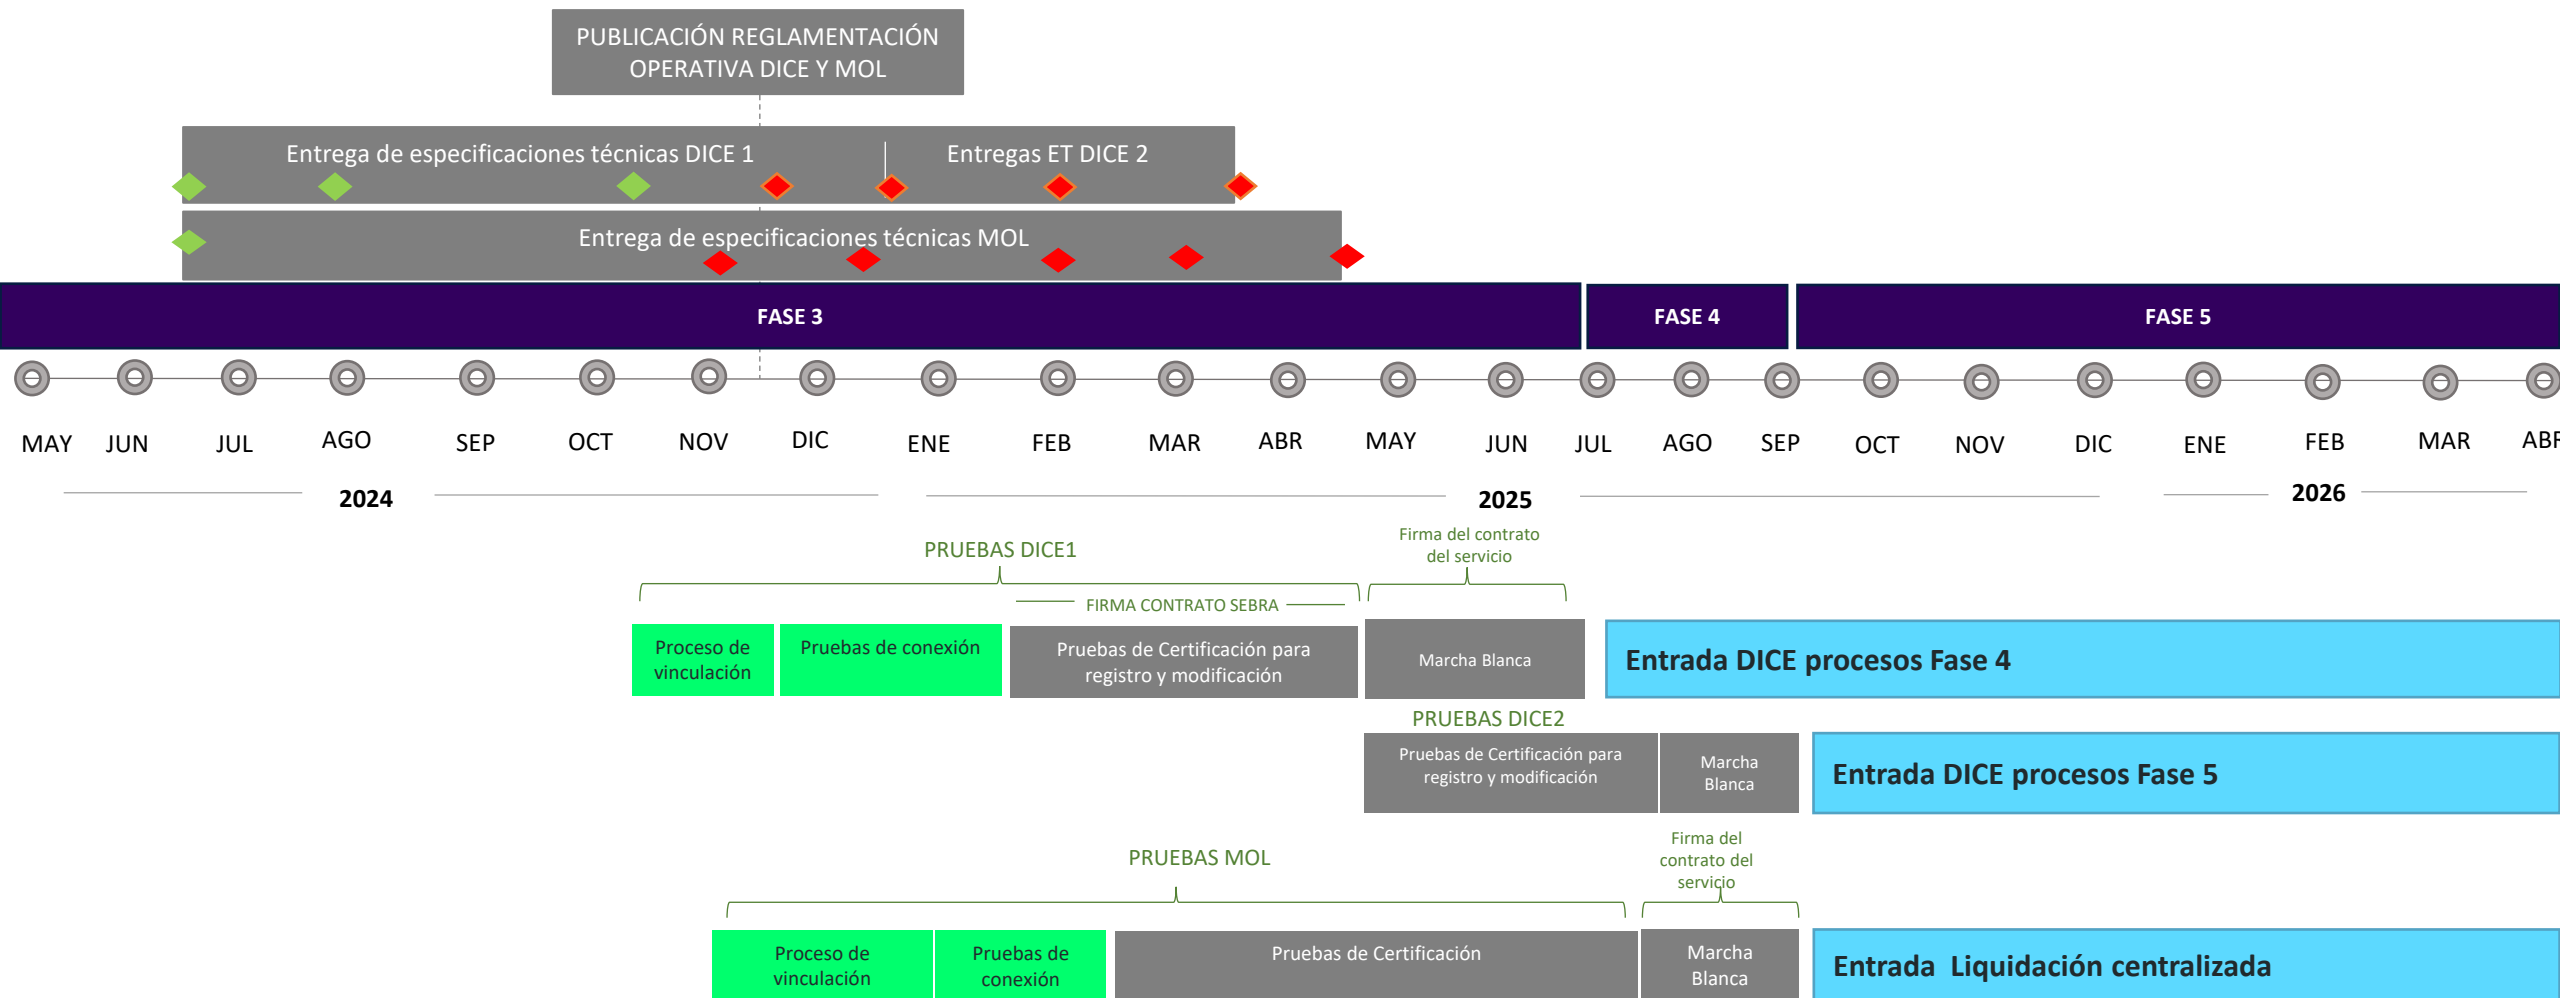 PUBLICACIÓN REGLAMENTACIÓN
OPERATIVA DICE Y MOL
Entrega de especificaciones técnicas DICE 1
Entregas ET DICE 2
Entrega de especificaciones técnicas MOL
FASE 3
FASE 4
FASE 5
MAY JUN JUL AGO SEP OCT NOV DIC ENE FEB MAR ABR MAY JUN JUL AGO SEP OCT NOV DIC ENE FEB MAR ABR
2024
2025
2026
PRUEBAS DICE1
Firma del contrato
del servicio
FIRMA CONTRATO SEBRA
Proceso de
vinculación
Pruebas de conexión
Pruebas de Certificación para
registro y modificación
Marcha Blanca
Entrada DICE procesos Fase 4
PRUEBAS DICE2
Pruebas de Certificación para
registro y modificación
Marcha
Blanca
Entrada DICE procesos Fase 5
PRUEBAS MOL
Firma del
contrato del
servicio
Proceso de
vinculación
Pruebas de
conexión
Pruebas de Certificación
Marcha
Blanca
Entrada Liquidación centralizada